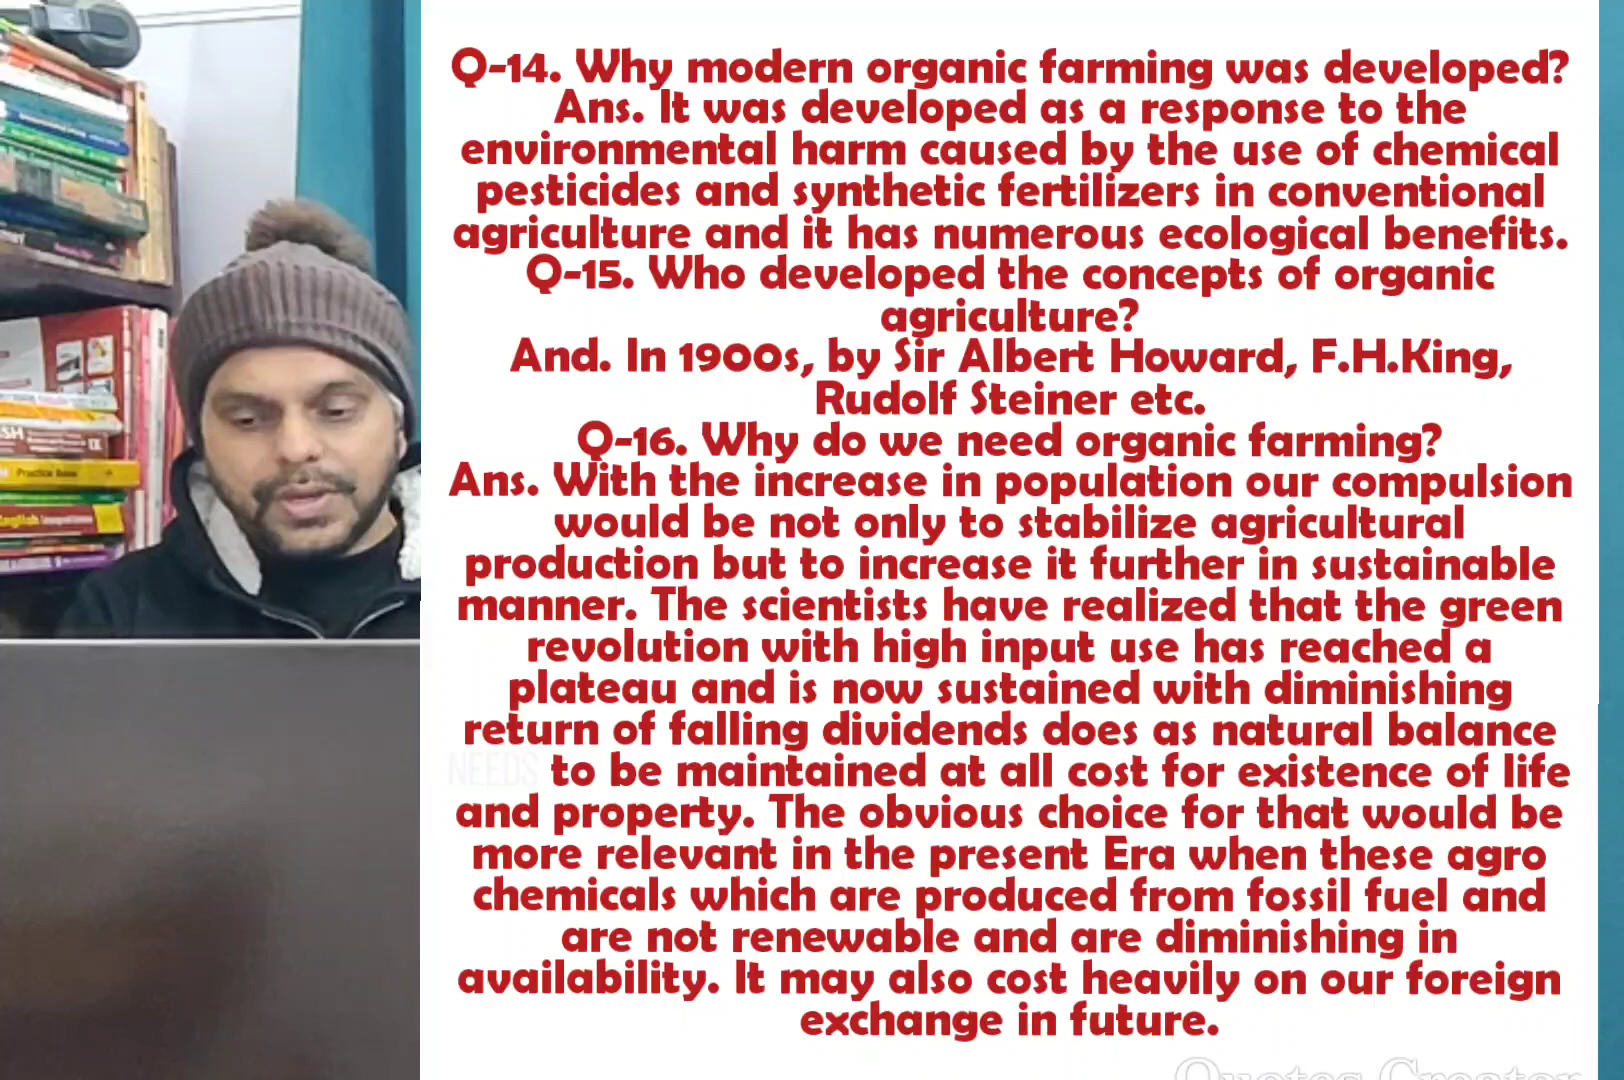 Q-14. Why modern organic farming was developed?
Ans. It was developed as a response to the
environmental harm caused by the use of chemical
pesticides and synthetic fertilizers in conventional
agriculture and it has numerous ecological benefits.
Q-15. Who developed the concepts of organic
agriculture?
And. In 1900s, by Sir Albert Howard, F.H.King,
Rudolf Steiner etc.
Q-16. Why do we need organic farming?
Ans. With the increase in population our compulsion
would be not only to stabilize agricultural
production but to increase it further in sustainable
manner. The scientists have realized that the green
revolution with high input use has reached a
plateau and is now sustained with diminishing
return of falling dividends does as natural balance
NEEDS to be maintained at all cost for existence of life
and property. The obvious choice for that would be
more relevant in the present Era when these agro
chemicals which are produced from fossil fuel and
are not renewable and are diminishing in
availability. It may also cost heavily on our foreign
exchange in future.
Quotes Creator
Practice Book
English